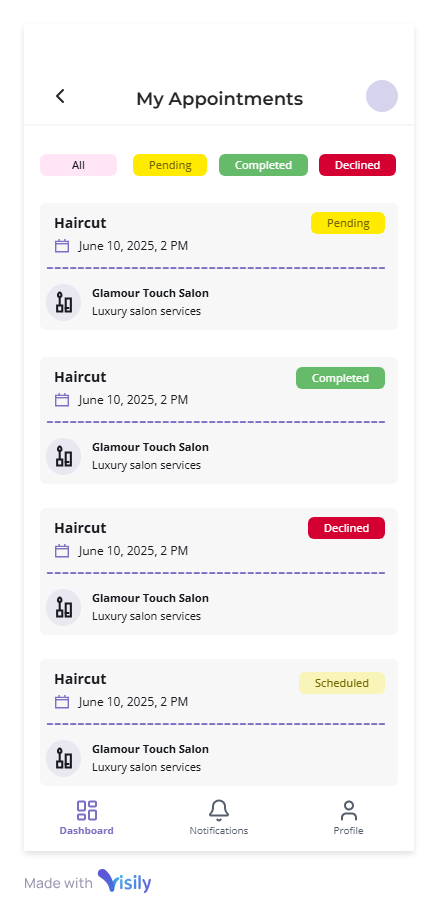 My Appointments
All Pending Completed Declined
Haircut Pending
June 10, 2025, 2 PM
Glamour Touch Salon
Luxury salon services
Haircut Completed
June 10, 2025, 2 PM
Glamour Touch Salon
Luxury salon services
Haircut Declined
June 10, 2025, 2 PM
Glamour Touch Salon
Luxury salon services
Haircut Scheduled
June 10, 2025, 2 PM
Glamour Touch Salon
Luxury salon services
Dashboard Notifications Profile
Made with Visily